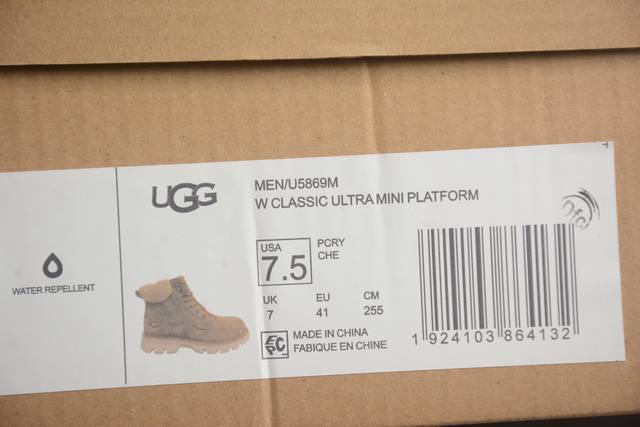 UGG
MEN/U5869M
W CLASSIC ULTRA MINI PLATFORM
USA
7.5
PCRY
CHE
UK
EU
CM
7
41
255
WATER REPELLENT
MADE IN CHINA
FABIQUE EN CHINE
1 924103 864132